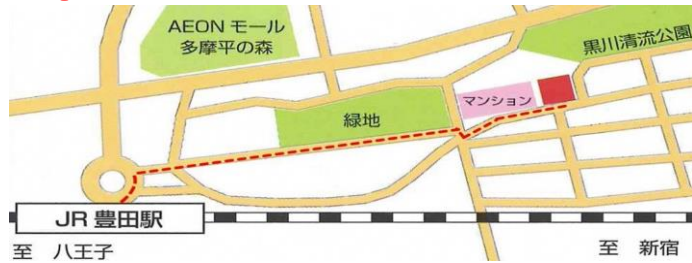 AEON モール
多摩平の森
黒川清流公園
マンション
緑地
JR 豊田駅
至 八王子
至 新宿